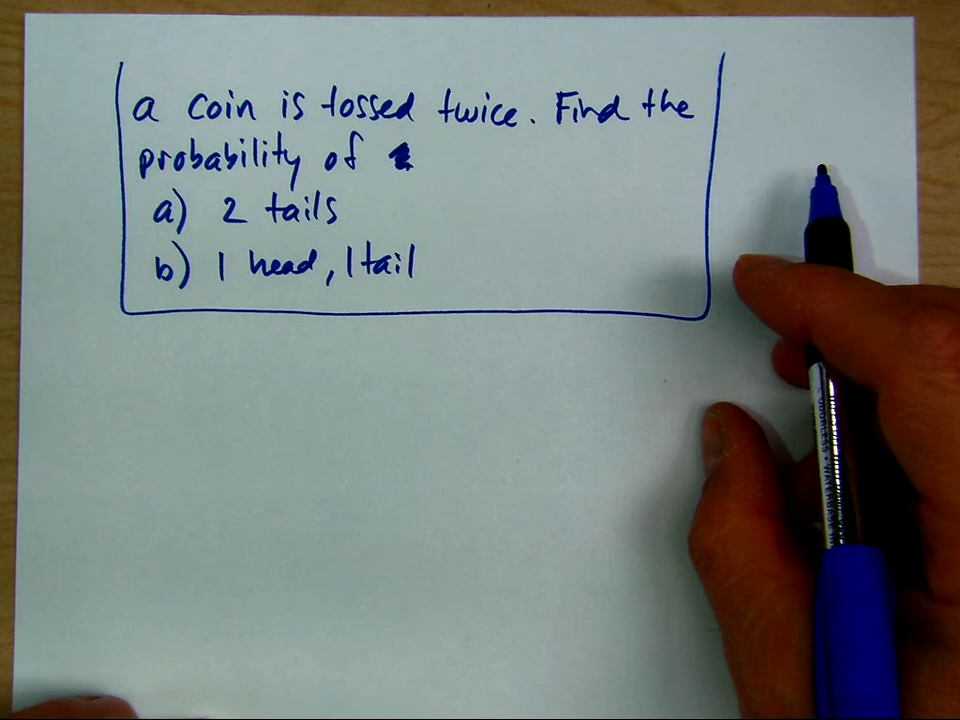 a coin is tossed twice. Find the
probability of
a) 2 tails
b) 1 head, 1 tail